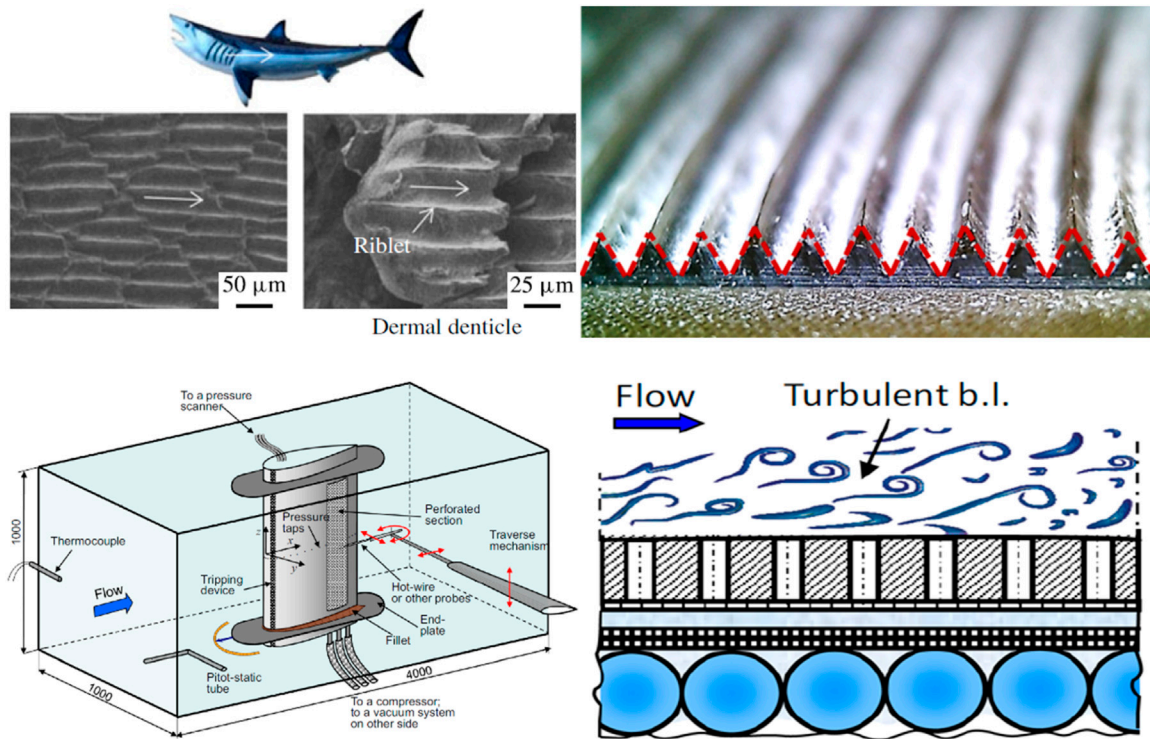 Riblet
50 μm
25 μm
Dermal denticle
To a pressure
scanner
1000
Thermocouple
Flow
Tripping
device
Pressure
taps
z
x
y
Perforated
section
Traverse
mechanism
Hot-wire
or other probes
End-
plate
Fillet
Pitot-static
tube
1000
4000
To a compressor;
to a vacuum system
on other side
Flow
Turbulent b.l.